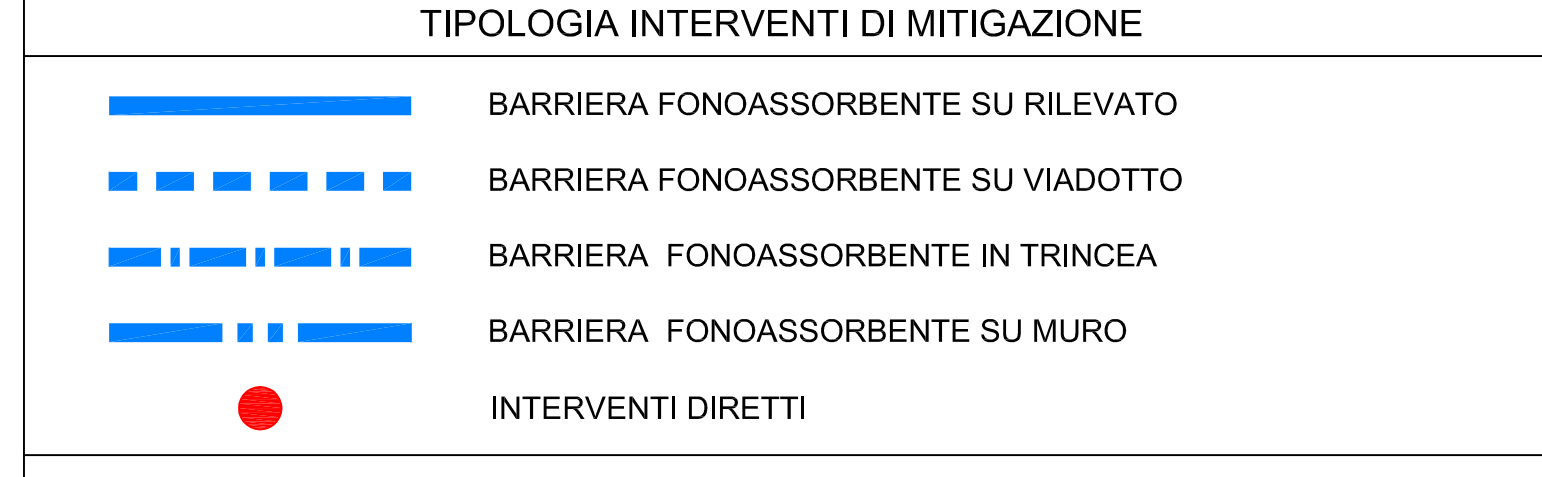 TIPOLOGIA INTERVENTI DI MITIGAZIONE
BARRIERA FONOASSORBENTE SU RILEVATO
BARRIERA FONOASSORBENTE SU VIADOTTO
BARRIERA  FONOASSORBENTE IN TRINCEA
BARRIERA  FONOASSORBENTE SU MURO
INTERVENTI DIRETTI